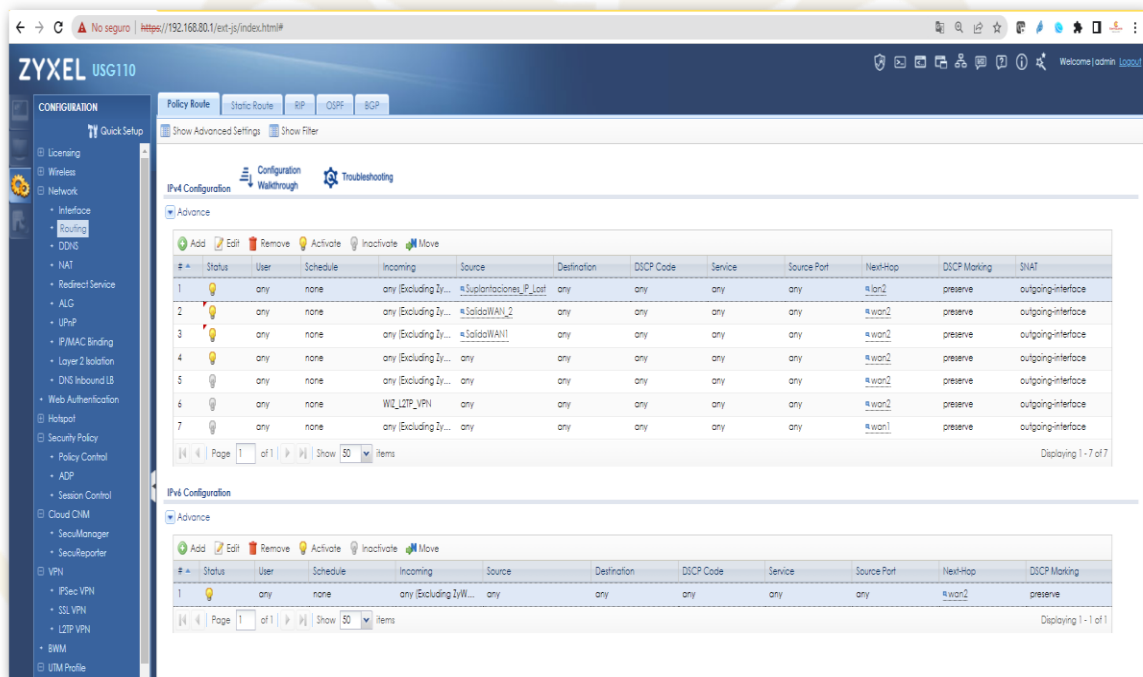 No seguro | https://192.168.80.1/ext-js/index.html#
ZYXEL USG110
Welcome | admin Logout
CONFIGURATION
Quick Setup
Licensing
Wireless
Network
Interface
Routing
DDNS
NAT
Redirect Service
ALG
UPnP
IP/MAC Binding
Layer 2 Isolation
DNS Inbound LB
Web Authentication
Hotspot
Security Policy
Policy Control
ADP
Session Control
Cloud CNM
SecuManager
SecuReporter
VPN
IPSec VPN
SSL VPN
L2TP VPN
BWM
UTM Profile
Policy Route Static Route RIP OSPF BGP
Show Advanced Settings Show Filter
IPv4 Configuration Configuration Walkthrough Troubleshooting
Advance
Add Edit Remove Activate Inactivate Move
# Status User Schedule Incoming Source Destination DSCP Code Service Source Port Next-Hop DSCP Marking SNAT
1 any none any (Excluding Zy... Suplantaciones_IP_Last any any any any lan2 preserve outgoing-interface
2 any none any (Excluding Zy... SalidaWAN_2 any any any any wan2 preserve outgoing-interface
3 any none any (Excluding Zy... SalidaWAN1 any any any any wan2 preserve outgoing-interface
4 any none any (Excluding Zy... any any any any any wan2 preserve outgoing-interface
5 any none any (Excluding Zy... any any any any any wan2 preserve outgoing-interface
6 any none WIZ_L2TP_VPN any any any any any wan2 preserve outgoing-interface
7 any none any (Excluding Zy... any any any any any wan1 preserve outgoing-interface
Page 1 of 1 Show 50 items Displaying 1 - 7 of 7
IPv6 Configuration
Advance
Add Edit Remove Activate Inactivate Move
# Status User Schedule Incoming Source Destination DSCP Code Service Source Port Next-Hop DSCP Marking
1 any none any (Excluding ZyW... any any any any any wan2 preserve
Page 1 of 1 Show 50 items Displaying 1 - 1 of 1